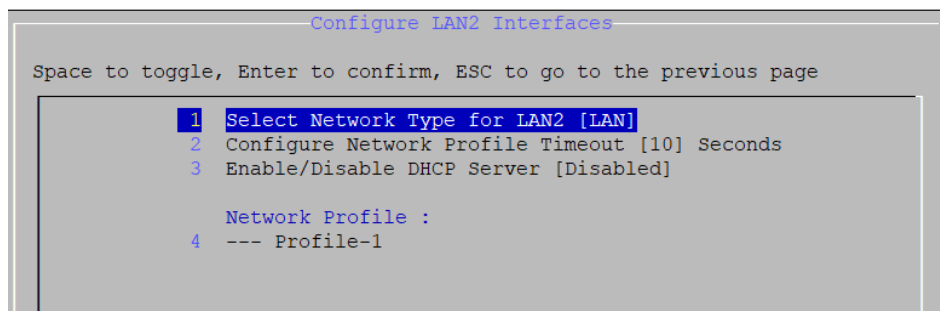 Configure LAN2 Interfaces
Space to toggle, Enter to confirm, ESC to go to the previous page
1 Select Network Type for LAN2 [LAN]
2 Configure Network Profile Timeout [10] Seconds
3 Enable/Disable DHCP Server [Disabled]
Network Profile :
4 --- Profile-1